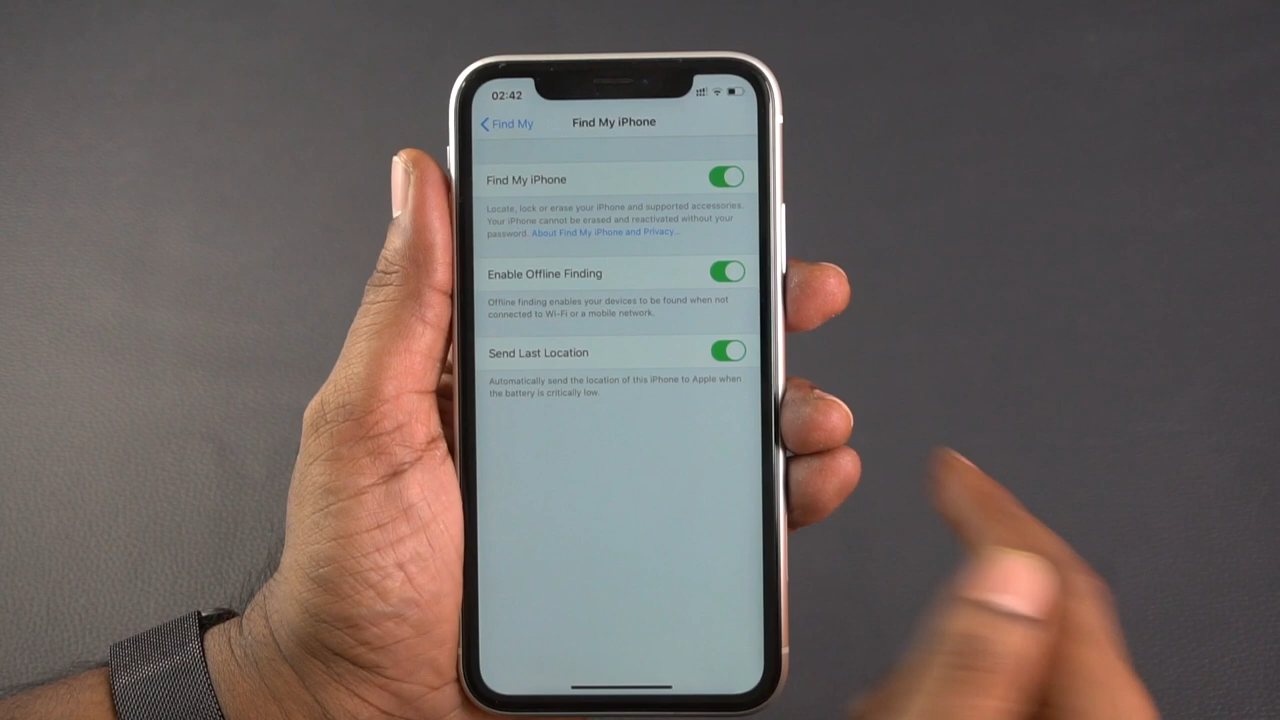 02:42
Find My
Find My iPhone
Find My iPhone
Locate, lock or erase your iPhone and supported accessories.
Your iPhone cannot be erased and reactivated without your
password. About Find My iPhone and Privacy...
Enable Offline Finding
Offline finding enables your devices to be found when not
connected to Wi-Fi or a mobile network.
Send Last Location
Automatically send the location of this iPhone to Apple when
the battery is critically low.